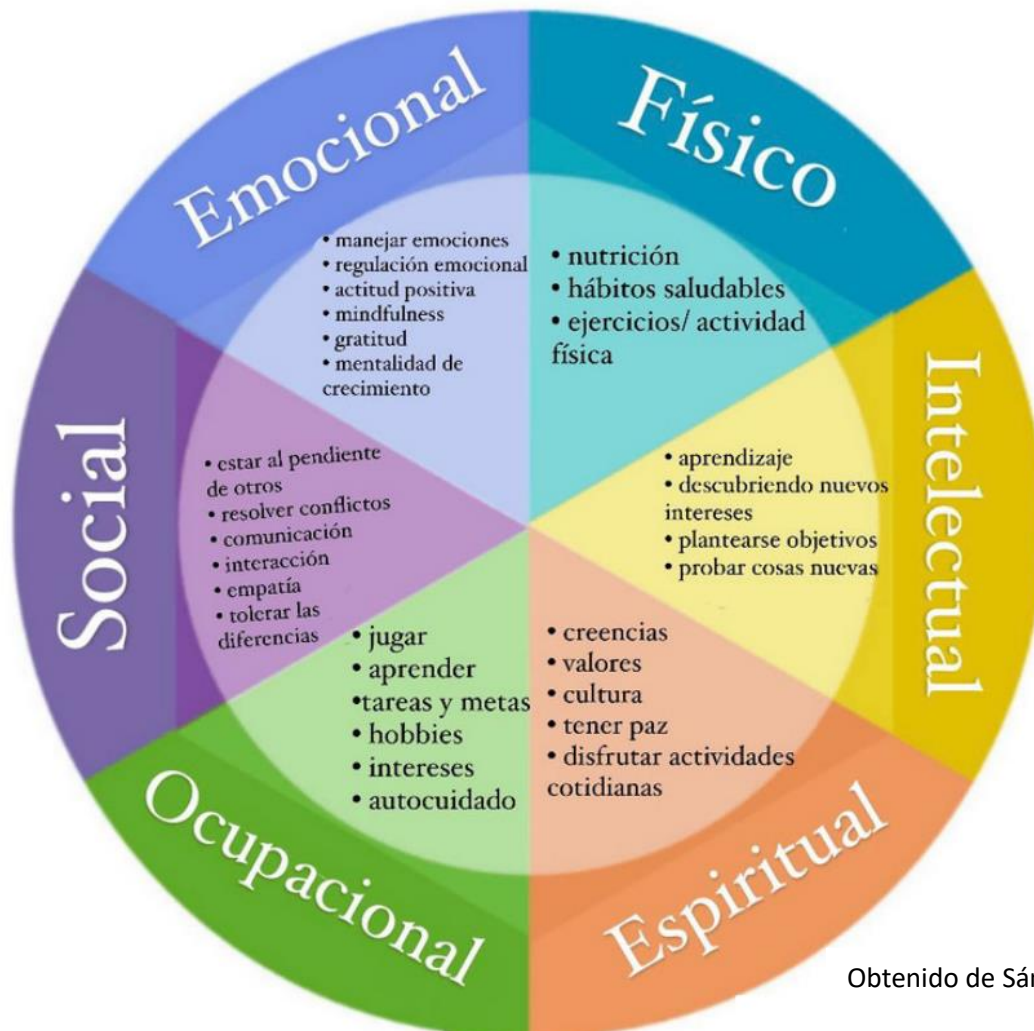 Emocional
• manejar emociones
• regulación emocional
• actitud positiva
• mindfulness
• gratitud
• mentalidad de
crecimiento
Físico
• nutrición
• hábitos saludables
• ejercicios/ actividad
física
Intelectual
• aprendizaje
• descubriendo nuevos
intereses
• plantearse objetivos
• probar cosas nuevas
Espiritual
• creencias
• valores
• cultura
• tener paz
• disfrutar actividades
cotidianas
Ocupacional
• jugar
• aprender
•tareas y metas
• hobbies
• intereses
• autocuidado
Social
• estar al pendiente
de otros
• resolver conflictos
• comunicación
• interacción
• empatía
• tolerar las
diferencias
Obtenido de